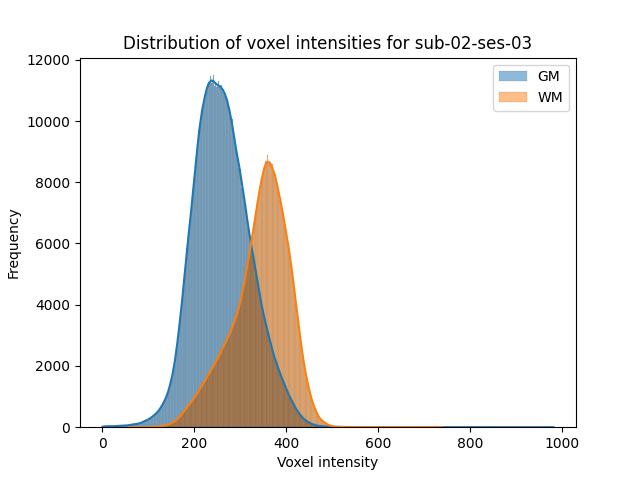 Distribution of voxel intensities for sub-02-ses-03
GM
WM
12000
10000
8000
6000
4000
2000
0
Frequency
0 200 400 600 800 1000
Voxel intensity